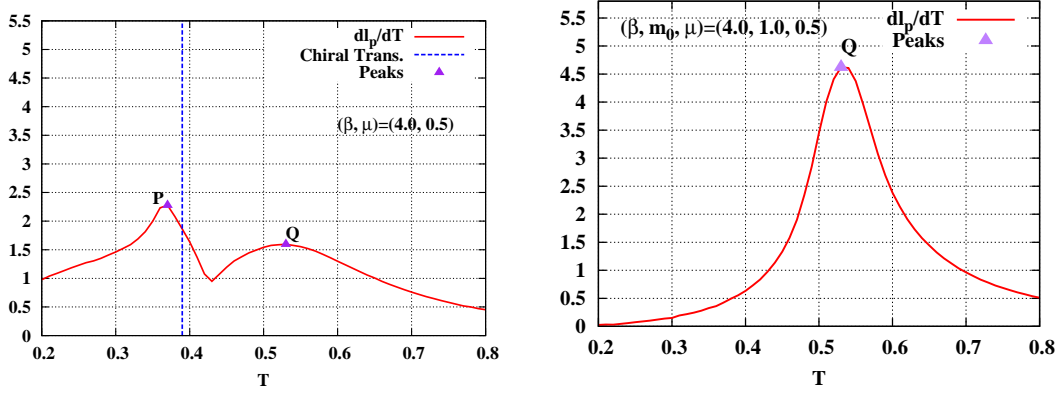 dl_p/dT
Chiral Trans.
Peaks
(β, μ)=(4.0, 0.5)
P
Q
5.5
5
4.5
4
3.5
3
2.5
2
1.5
1
0.5
0
0.2 0.3 0.4 0.5 0.6 0.7 0.8
T
(β, m₀, μ)=(4.0, 1.0, 0.5)
dl_p/dT
Peaks
Q
5.5
5
4.5
4
3.5
3
2.5
2
1.5
1
0.5
0
0.2 0.3 0.4 0.5 0.6 0.7 0.8
T